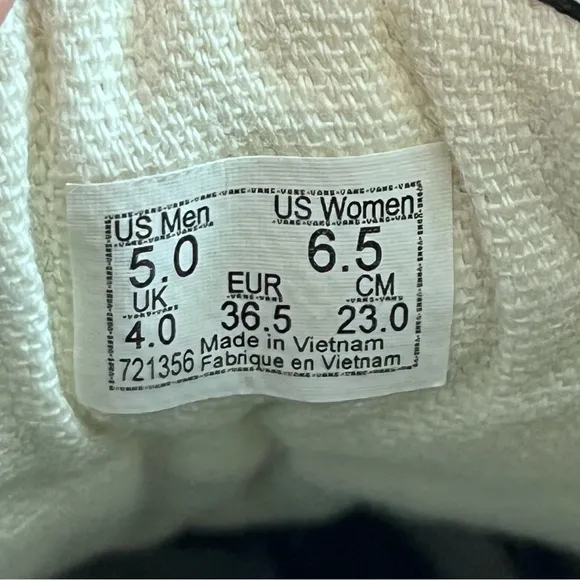 US Men US Women
5.0 6.5
UK EUR CM
4.0 36.5 23.0
Made in Vietnam
721356 Fabrique en Vietnam